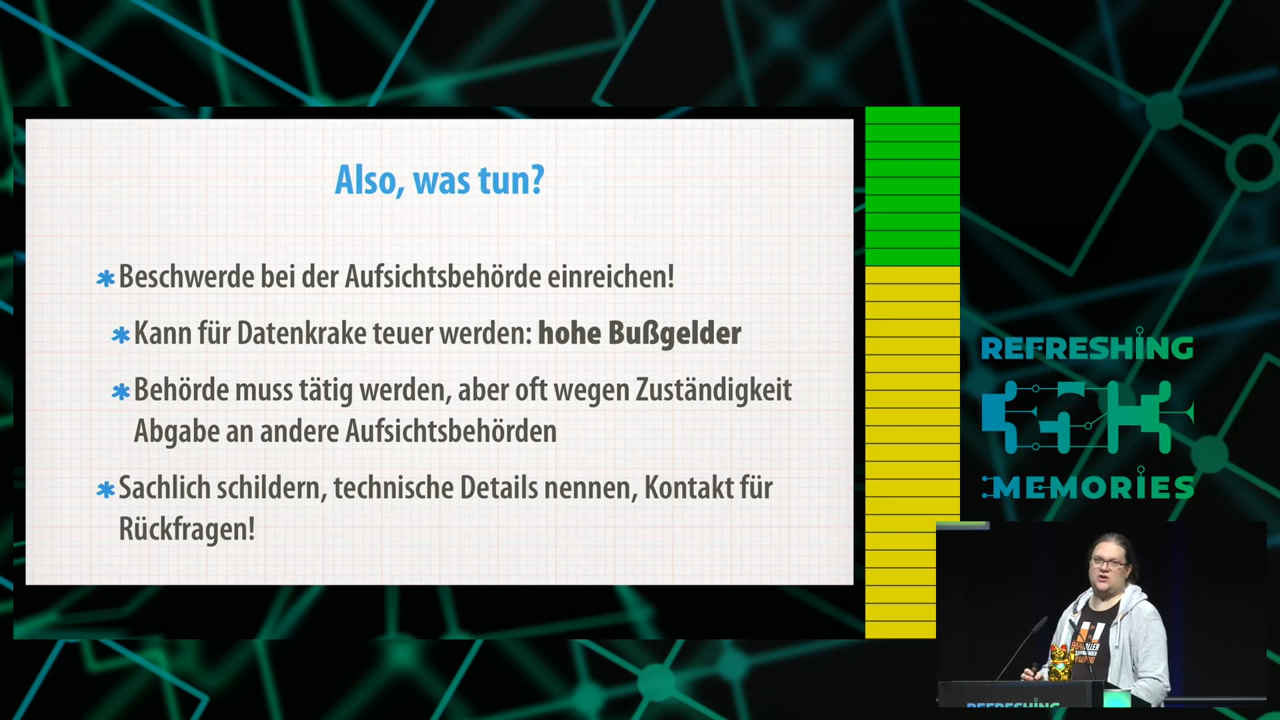 Also, was tun?
* Beschwerde bei der Aufsichtsbehörde einreichen!
* Kann für Datenkrake teuer werden: hohe Bußgelder
* Behörde muss tätig werden, aber oft wegen Zuständigkeit
Abgabe an andere Aufsichtsbehörden
* Sachlich schildern, technische Details nennen, Kontakt für
Rückfragen!
REFRESHING
MEMORIES
REFRESHING